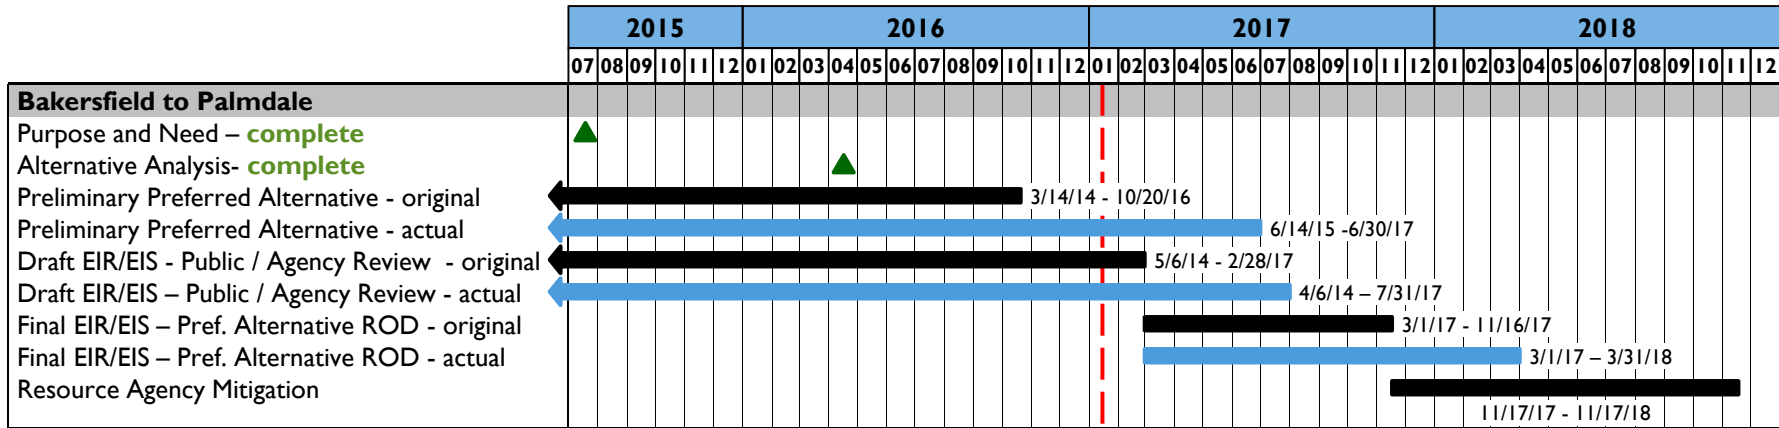 2015 2016 2017 2018
07 08 09 10 11 12 01 02 03 04 05 06 07 08 09 10 11 12 01 02 03 04 05 06 07 08 09 10 11 12 01 02 03 04 05 06 07 08 09 10 11 12
Bakersfield to Palmdale
Purpose and Need – complete
Alternative Analysis- complete
Preliminary Preferred Alternative - original 3/14/14 - 10/20/16
Preliminary Preferred Alternative - actual 6/14/15 -6/30/17
Draft EIR/EIS - Public / Agency Review - original 5/6/14 - 2/28/17
Draft EIR/EIS – Public / Agency Review - actual 4/6/14 – 7/31/17
Final EIR/EIS – Pref. Alternative ROD - original 3/1/17 - 11/16/17
Final EIR/EIS – Pref. Alternative ROD - actual 3/1/17 – 3/31/18
Resource Agency Mitigation
11/17/17 - 11/17/18